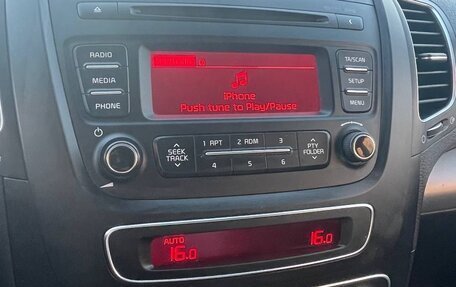 RADIO
MEDIA
PHONE
iPhone
Push tune to Play/Pause
TA/SCAN
SETUP
MENU
SEEK
TRACK
1 RPT 2 RDM 3
4 5 6
PTY
FOLDER
AUTO
16.0 16.0